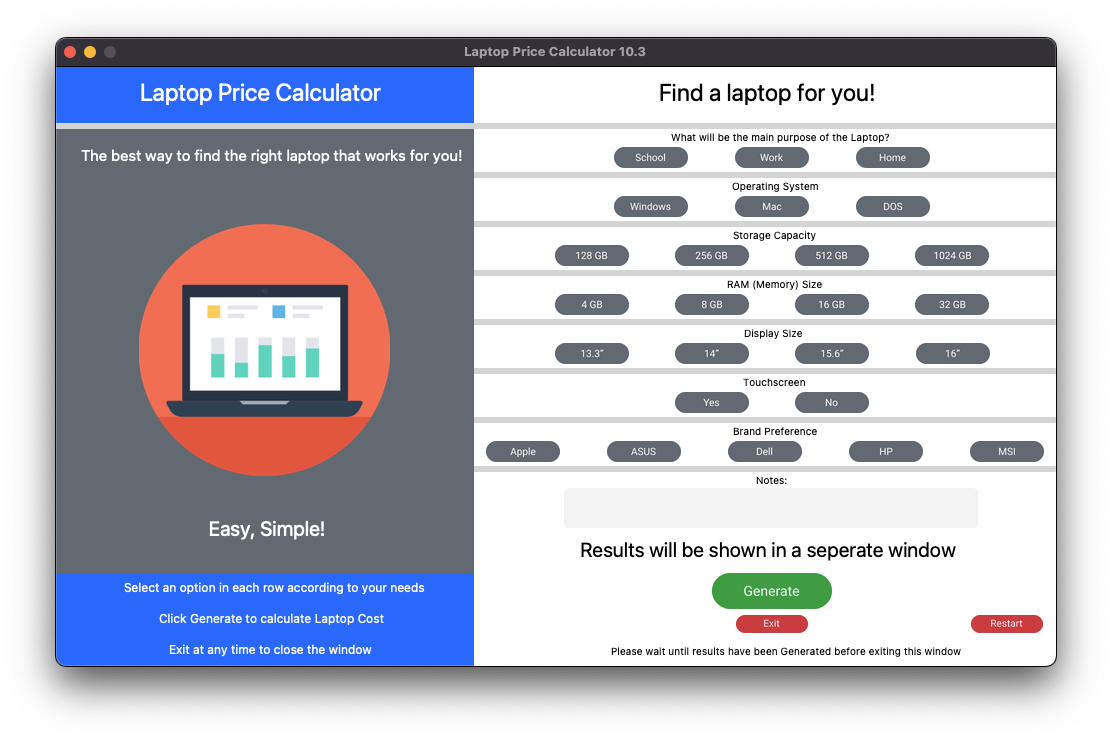 Laptop Price Calculator 10.3
Laptop Price Calculator
The best way to find the right laptop that works for you!
Easy, Simple!
Select an option in each row according to your needs
Click Generate to calculate Laptop Cost
Exit at any time to close the window
Find a laptop for you!
What will be the main purpose of the Laptop?
School Work Home
Operating System
Windows Mac DOS
Storage Capacity
128 GB 256 GB 512 GB 1024 GB
RAM (Memory) Size
4 GB 8 GB 16 GB 32 GB
Display Size
13.3” 14” 15.6” 16”
Touchscreen
Yes No
Brand Preference
Apple ASUS Dell HP MSI
Notes:
Results will be shown in a seperate window
Generate
Exit Restart
Please wait until results have been Generated before exiting this window